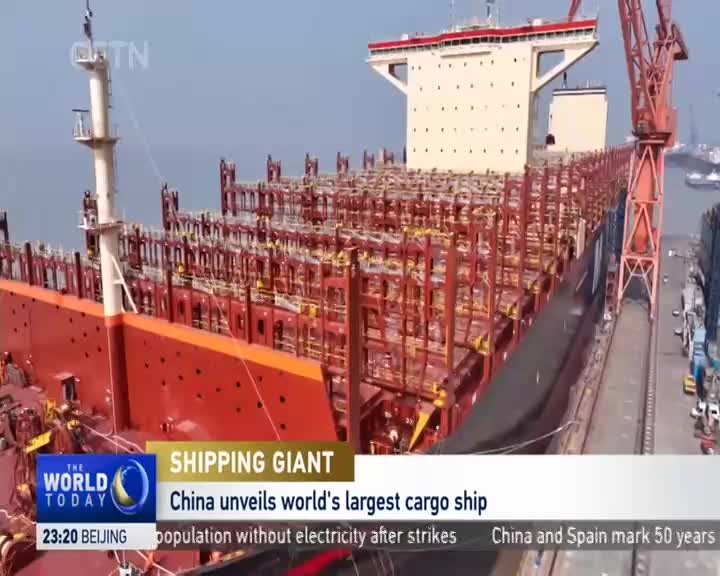 CGTN
SHIPPING GIANT
THE
WORLD
TODAY
China unveils world's largest cargo ship
23:20 BEIJING
population without electricity after strikes China and Spain mark 50 years